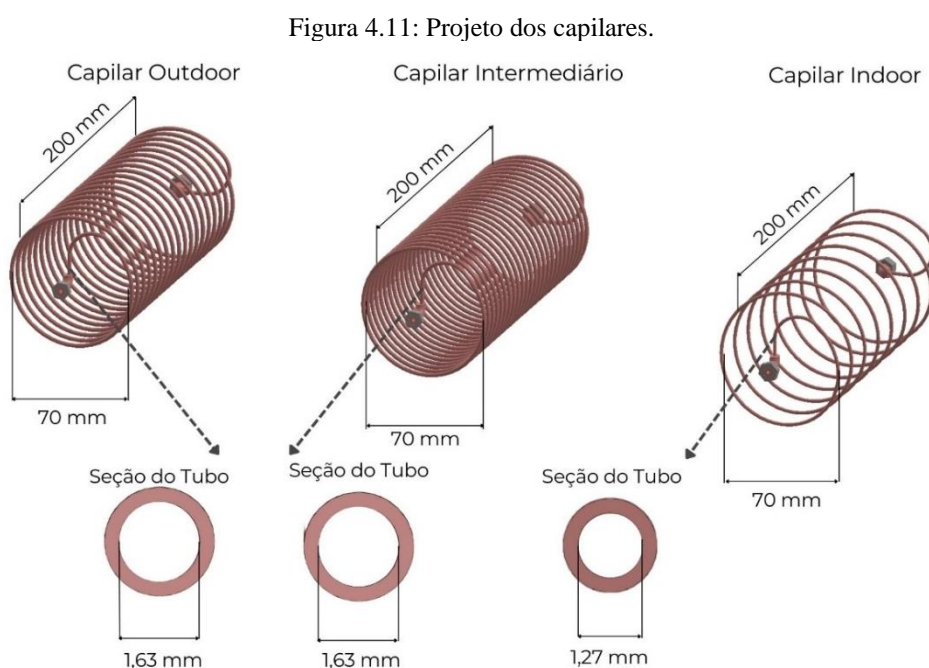 Figura 4.11: Projeto dos capilares.
Capilar Outdoor
Capilar Intermediário
Capilar Indoor
200 mm
200 mm
200 mm
70 mm
70 mm
70 mm
Seção do Tubo
Seção do Tubo
Seção do Tubo
1,63 mm
1,63 mm
1,27 mm